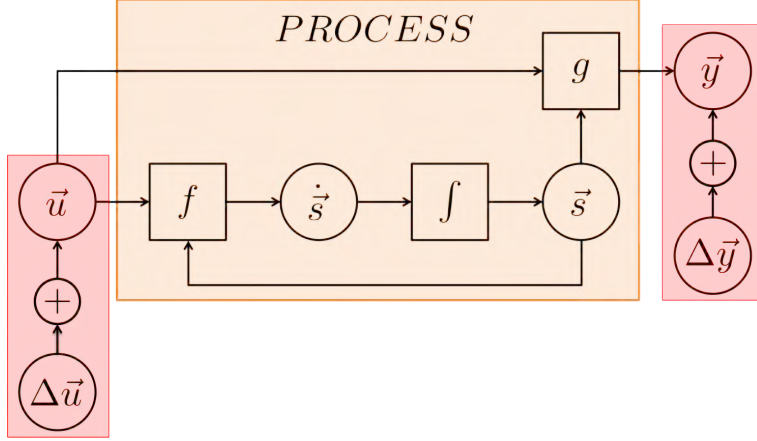 PROCESS
g
y⃗
u⃗
f
s⃗̇
∫
s⃗
+
Δy⃗
+
Δu⃗